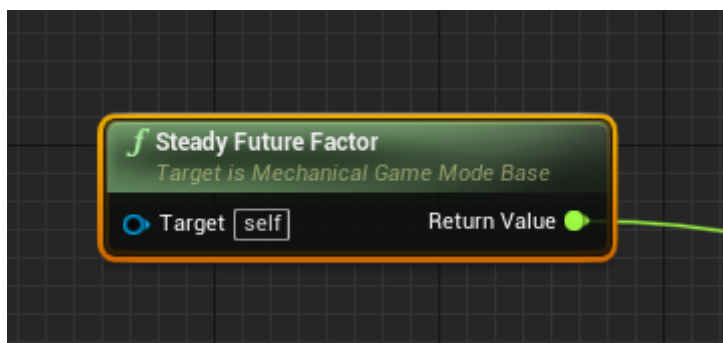 f Steady Future Factor
Target is Mechanical Game Mode Base
Target self Return Value